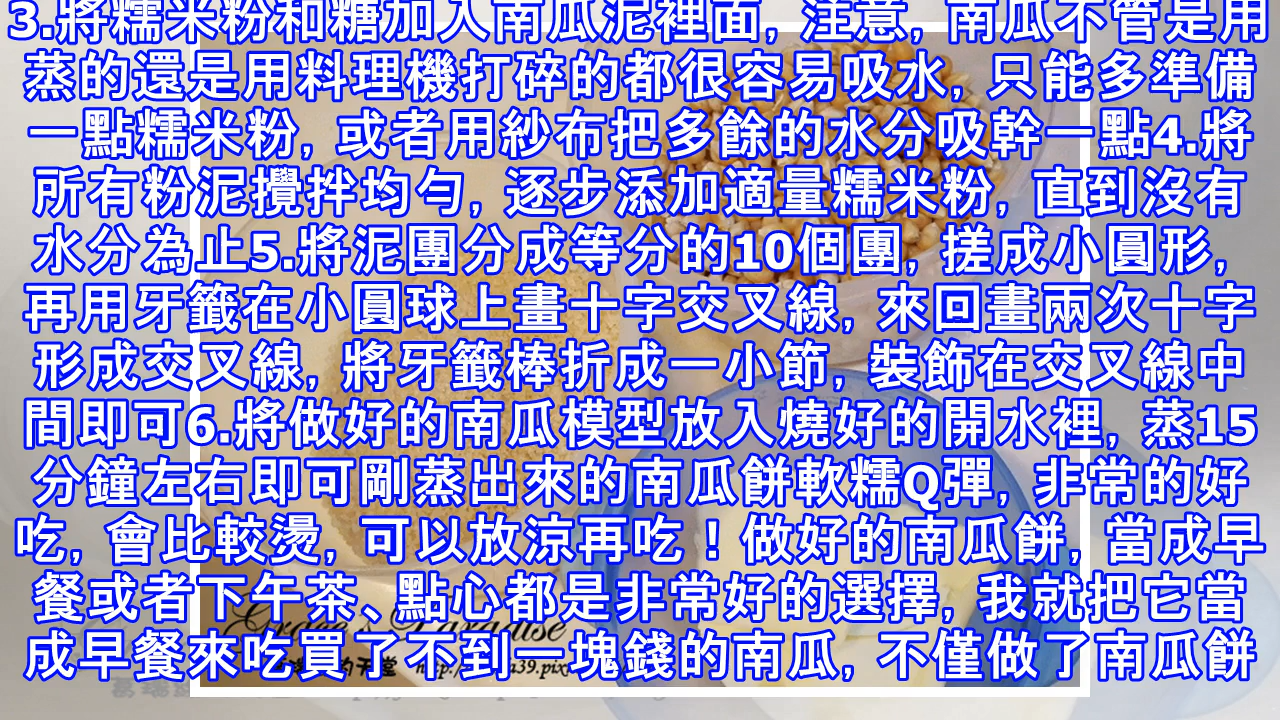 3.將糯米粉和糖加入南瓜泥裡面, 注意, 南瓜不管是用
蒸的還是用料理機打碎的都很容易吸水, 只能多準備
一點糯米粉, 或者用紗布把多餘的水分吸幹一點4.將
所有粉泥攪拌均勻, 逐步添加適量糯米粉, 直到沒有
水分為止5.將泥團分成等分的10個團, 搓成小圓形,
再用牙籤在小圓球上畫十字交叉線, 來回畫兩次十字
形成交叉線, 將牙籤棒折成一小節, 裝飾在交叉線中
間即可6.將做好的南瓜模型放入燒好的開水裡, 蒸15
分鐘左右即可剛蒸出來的南瓜餅軟糯Q彈, 非常的好
吃, 會比較燙, 可以放涼再吃！做好的南瓜餅, 當成早
餐或者下午茶、點心都是非常好的選擇, 我就把它當
成早餐來吃買了不到一塊錢的南瓜, 不僅做了南瓜餅
Grace's Paradise